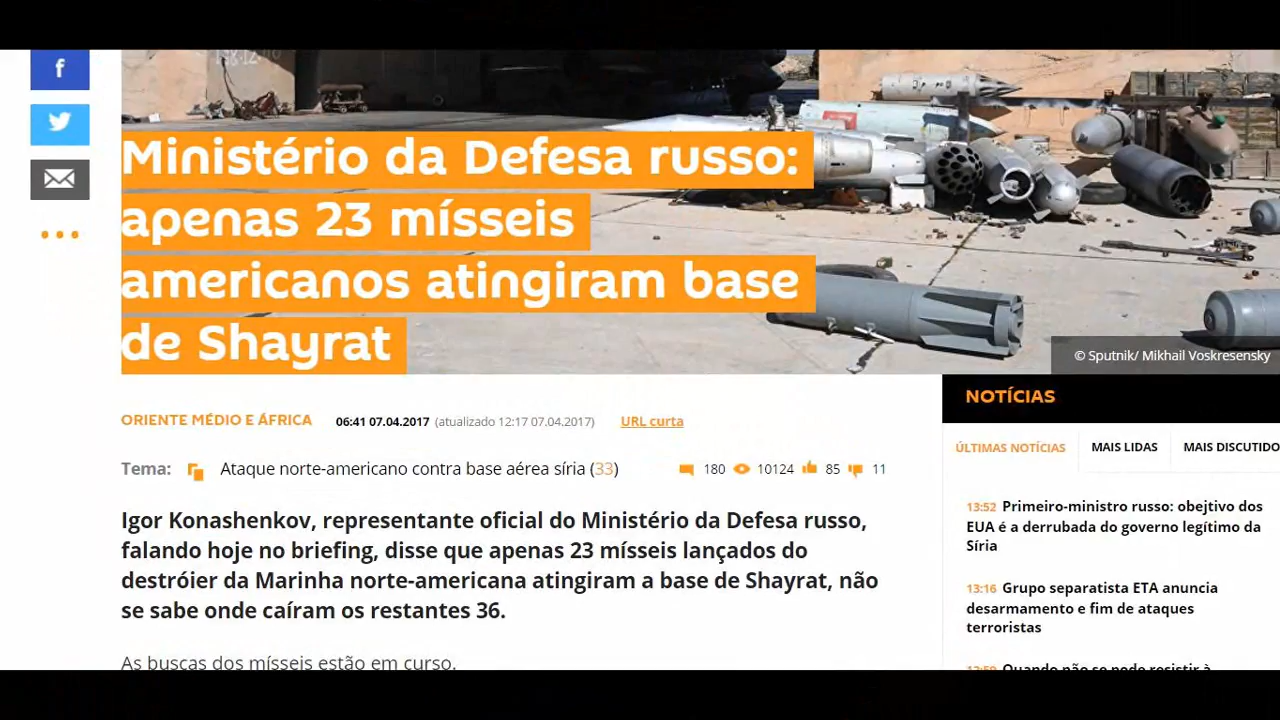 Ministério da Defesa russo:
apenas 23 mísseis
americanos atingiram base
de Shayrat
© Sputnik/ Mikhail Voskresensky
ORIENTE MÉDIO E ÁFRICA 06:41 07.04.2017 (atualizado 12:17 07.04.2017) URL curta
Tema: Ataque norte-americano contra base aérea síria (33) 180 10124 85 11
Igor Konashenkov, representante oficial do Ministério da Defesa russo,
falando hoje no briefing, disse que apenas 23 mísseis lançados do
destróier da Marinha norte-americana atingiram a base de Shayrat, não
se sabe onde caíram os restantes 36.
As buscas dos mísseis estão em curso.
NOTÍCIAS
ÚLTIMAS NOTÍCIAS MAIS LIDAS MAIS DISCUTIDO
13:52 Primeiro-ministro russo: obejtivo dos
EUA é a derrubada do governo legítimo da
Síria
13:16 Grupo separatista ETA anuncia
desarmamento e fim de ataques
terroristas
Quando não se pode resistir à